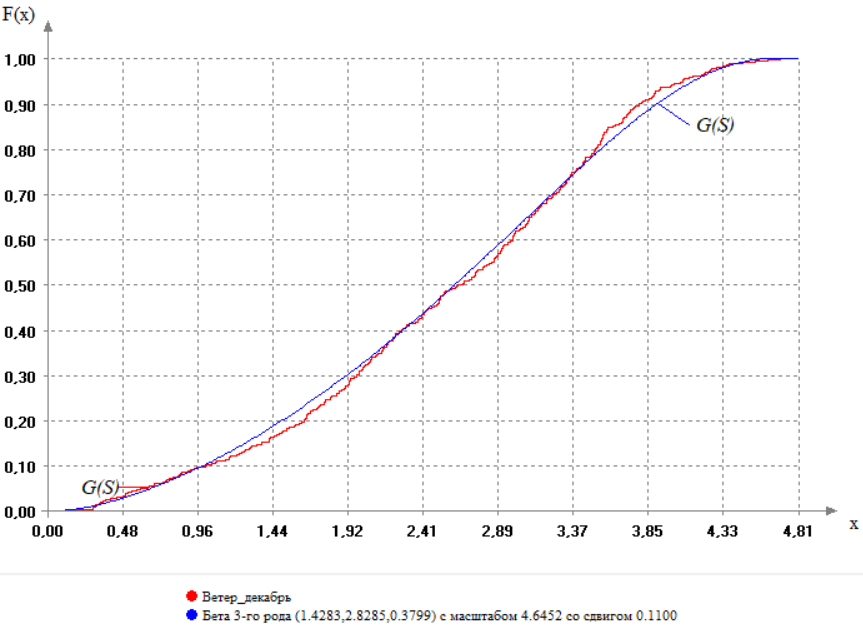 F(x)
1,00
0,90
G(S)
0,80
0,70
0,60
0,50
0,40
0,30
0,20
0,10
G(S)
0,00
0,00 0,48 0,96 1,44 1,92 2,41 2,89 3,37 3,85 4,33 4,81
x
Ветер_декабрь
Бета 3-го рода (1.4283,2.8285,0.3799) с масштабом 4.6452 со сдвигом 0.1100